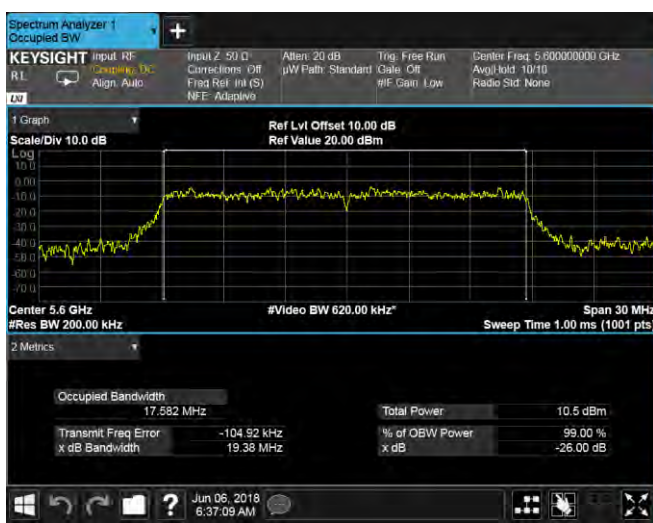 Spectrum Analyzer 1
Occupied BW
KEYSIGHT
Input: RF
Coupling: DC
Align: Auto
RL
LXI
Input Z: 50 Ω
Corrections: Off
Freq Ref: Int (S)
NFE: Adaptive
Atten: 20 dB
µW Path: Standard
Trig: Free Run
Gate: Off
#IF Gain: Low
Center Freq: 5.600000000 GHz
Avg|Hold: 10/10
Radio Std: None
1 Graph
Scale/Div 10.0 dB
Ref Lvl Offset 10.00 dB
Ref Value 20.00 dBm
Log
10.0
0.00
-10.0
-20.0
-30.0
-40.0
-50.0
-60.0
-70.0
Center 5.6 GHz
#Res BW 200.00 kHz
#Video BW 620.00 kHz*
Span 30 MHz
Sweep Time 1.00 ms (1001 pts
2 Metrics
Occupied Bandwidth
17.582 MHz
Total Power 10.5 dBm
Transmit Freq Error -104.92 kHz
% of OBW Power 99.00 %
x dB Bandwidth 19.38 MHz
x dB -26.00 dB
?
Jun 06, 2018
6:37:09 AM